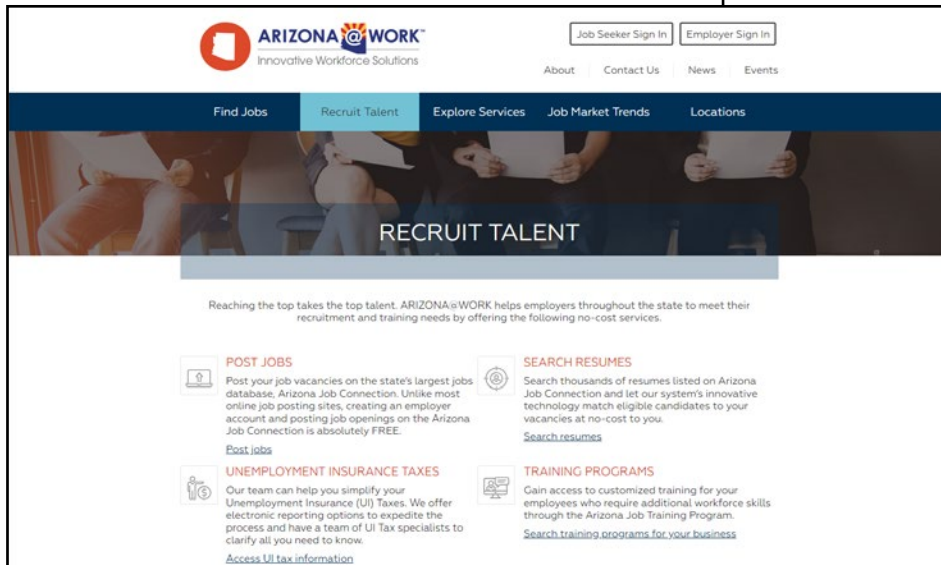 ARIZONA@WORK™
Innovative Workforce Solutions
Job Seeker Sign In
Employer Sign In
About
Contact Us
News
Events
Find Jobs
Recruit Talent
Explore Services
Job Market Trends
Locations
RECRUIT TALENT
Reaching the top takes the top talent. ARIZONA@WORK helps employers throughout the state to meet their
recruitment and training needs by offering the following no-cost services.
POST JOBS
Post your job vacancies on the state's largest jobs
database, Arizona Job Connection. Unlike most
online job posting sites, creating an employer
account and posting job openings on the Arizona
Job Connection is absolutely FREE.
Post jobs
SEARCH RESUMES
Search thousands of resumes listed on Arizona
Job Connection and let our system's innovative
technology match eligible candidates to your
vacancies at no-cost to you.
Search resumes
UNEMPLOYMENT INSURANCE TAXES
Our team can help you simplify your
Unemployment Insurance (UI) Taxes. We offer
electronic reporting options to expedite the
process and have a team of UI Tax specialists to
clarify all you need to know.
Access UI tax information
TRAINING PROGRAMS
Gain access to customized training for your
employees who require additional workforce skills
through the Arizona Job Training Program.
Search training programs for your business